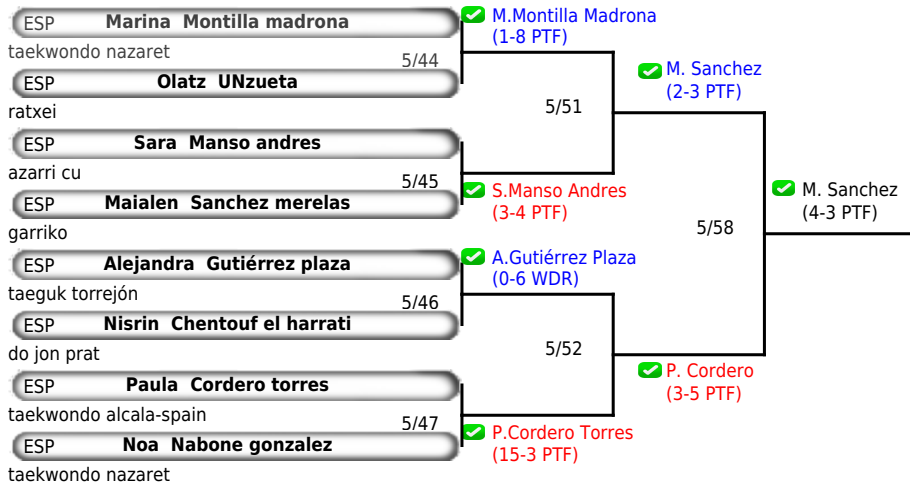 ESP Marina Montilla madrona
taekwondo nazaret
5/44
ESP Olatz UNzueta
ratxei
M.Montilla Madrona
(1-8 PTF)
5/51
ESP Sara Manso andres
azarri cu
5/45
ESP Maialen Sanchez merelas
garriko
S.Manso Andres
(3-4 PTF)
M. Sanchez
(2-3 PTF)
5/58
M. Sanchez
(4-3 PTF)
ESP Alejandra Gutiérrez plaza
taeguk torrejón
5/46
ESP Nisrin Chentouf el harrati
do jon prat
A.Gutiérrez Plaza
(0-6 WDR)
5/52
ESP Paula Cordero torres
taekwondo alcala-spain
5/47
ESP Noa Nabone gonzalez
taekwondo nazaret
P.Cordero Torres
(15-3 PTF)
P. Cordero
(3-5 PTF)